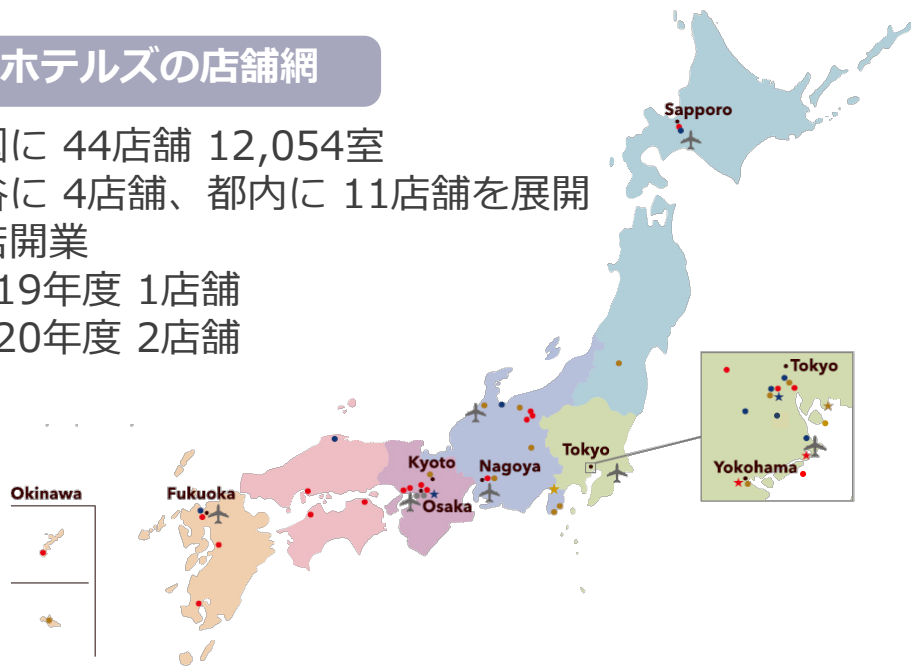 ホテルズの店舗網
に 44店舗 12,054室
に 4店舗、都内に 11店舗を展開
開業
19年度 1店舗
20年度 2店舗
Sapporo
Tokyo
Tokyo
Kyoto
Nagoya
Yokohama
Okinawa
Fukuoka
Osaka